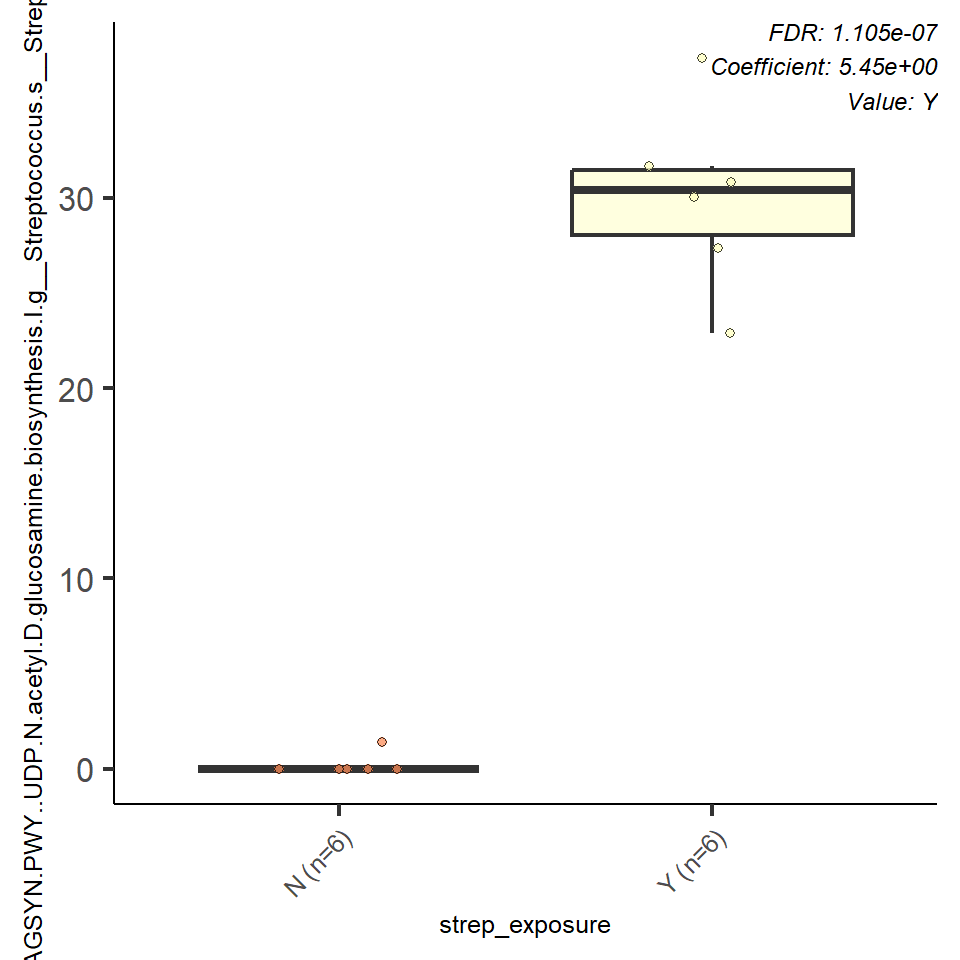 FDR: 1.105e-07
Coefficient: 5.45e+00
Value: Y
AGSYN.PWY..UDP.N.acetyl.D.glucosamine.biosynthesis.I.g__Streptococcus.s__Strep
30
20
10
0
N (n=6)
Y (n=6)
strep_exposure